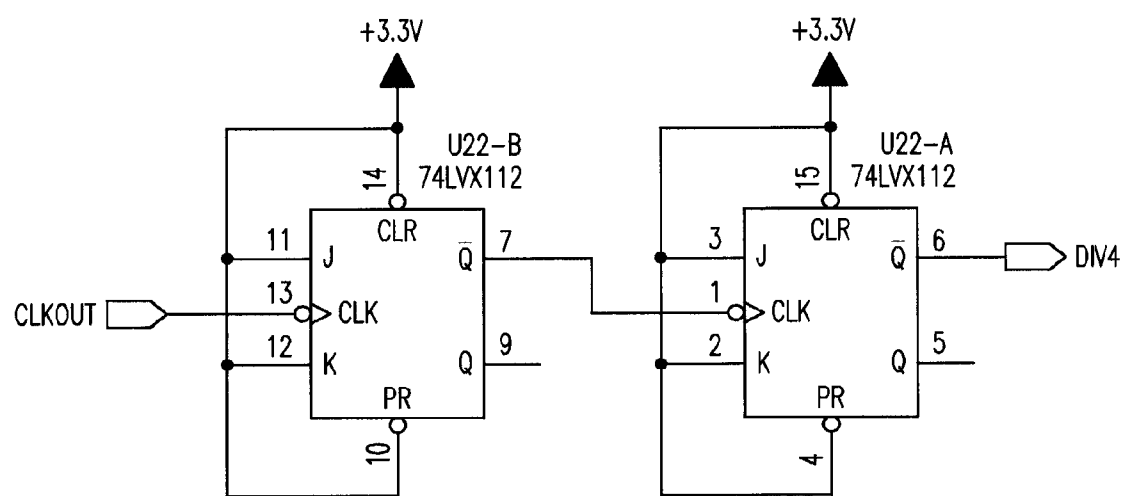 +3.3V
+3.3V
U22-B
74LVX112
U22-A
74LVX112
14
15
CLR
CLR
11
J
Q̅
7
3
J
Q̅
6
DIV4
CLKOUT
13
CLK
1
CLK
12
K
Q
9
2
K
Q
5
PR
PR
10
4